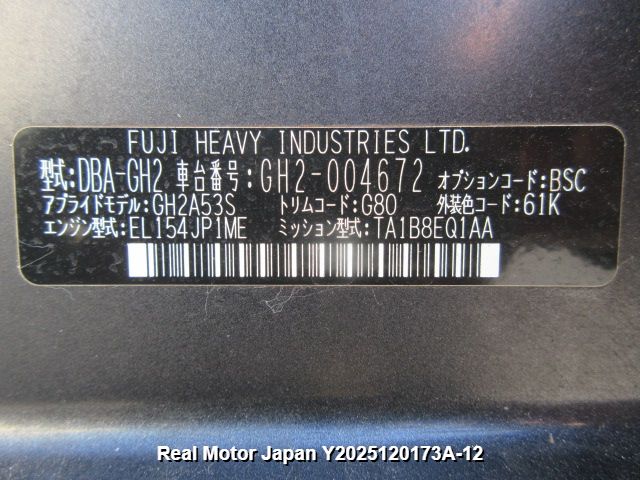 FUJI HEAVY INDUSTRIES LTD.
型式:DBA-GH2 車台番号:GH2-004672 オプションコード:BSC
アプライドモデル:GH2A53S トリムコード:G80 外装色コード:61K
エンジン型式:EL154JP1ME ミッション型式:TA1B8EQ1AA
Real Motor Japan Y2025120173A-12